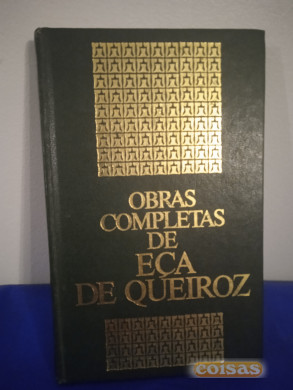 OBRAS
COMPLETAS
DE
EÇA
DE QUEIROZ
coisas